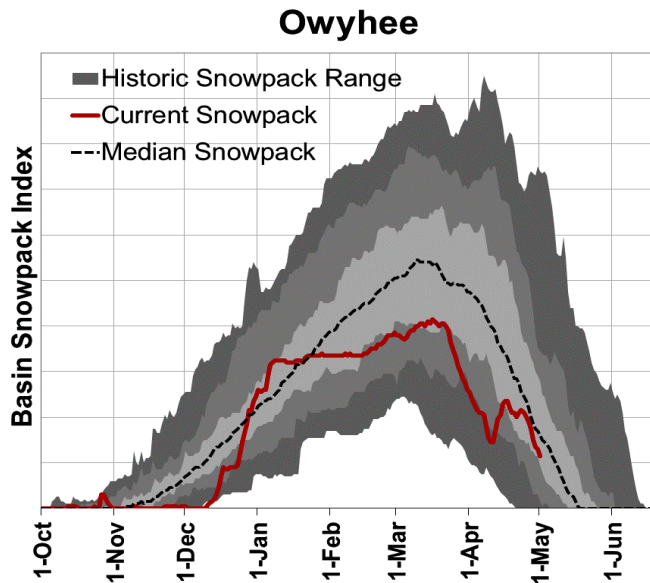 Owyhee
Historic Snowpack Range
Current Snowpack
Median Snowpack
Basin Snowpack Index
1-Oct
1-Nov
1-Dec
1-Jan
1-Feb
1-Mar
1-Apr
1-May
1-Jun